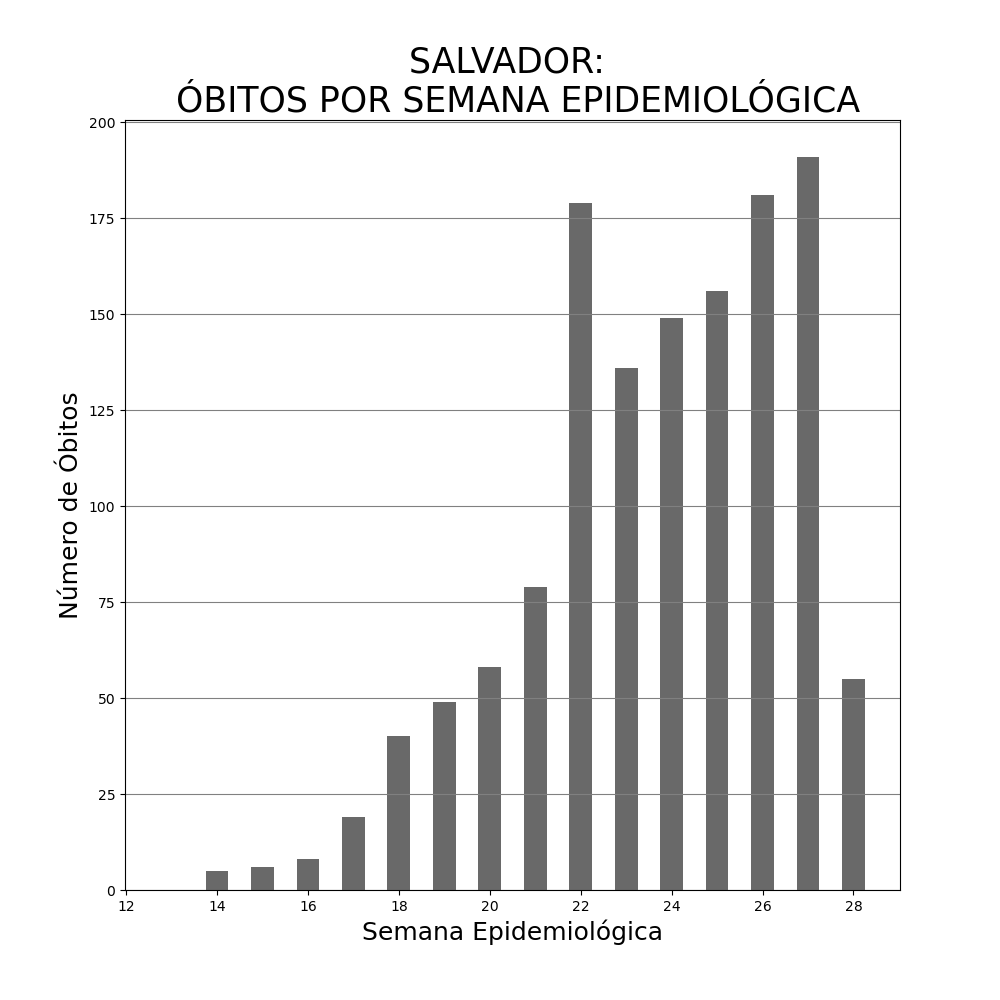 SALVADOR:
ÓBITOS POR SEMANA EPIDEMIOLÓGICA
200
175
150
125
100
75
50
25
0
Número de Óbitos
12 14 16 18 20 22 24 26 28
Semana Epidemiológica